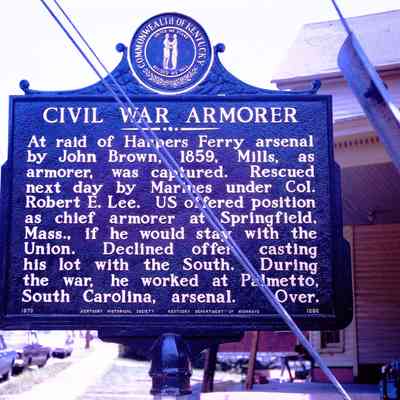 COMMONWEALTH OF KENTUCKY
CIVIL WAR ARMORER
At raid of Harpers Ferry arsenal
by John Brown, 1859, Mills, as
armorer, was captured. Rescued
next day by Marines under Col.
Robert E. Lee. US offered position
as chief armorer at Springfield,
Mass., if he would stay with the
Union. Declined offer casting
his lot with the South. During
the war, he worked at Palmetto,
South Carolina, arsenal. Over.
KENTUCKY HISTORICAL SOCIETY KENTUCKY DEPARTMENT OF HIGHWAYS